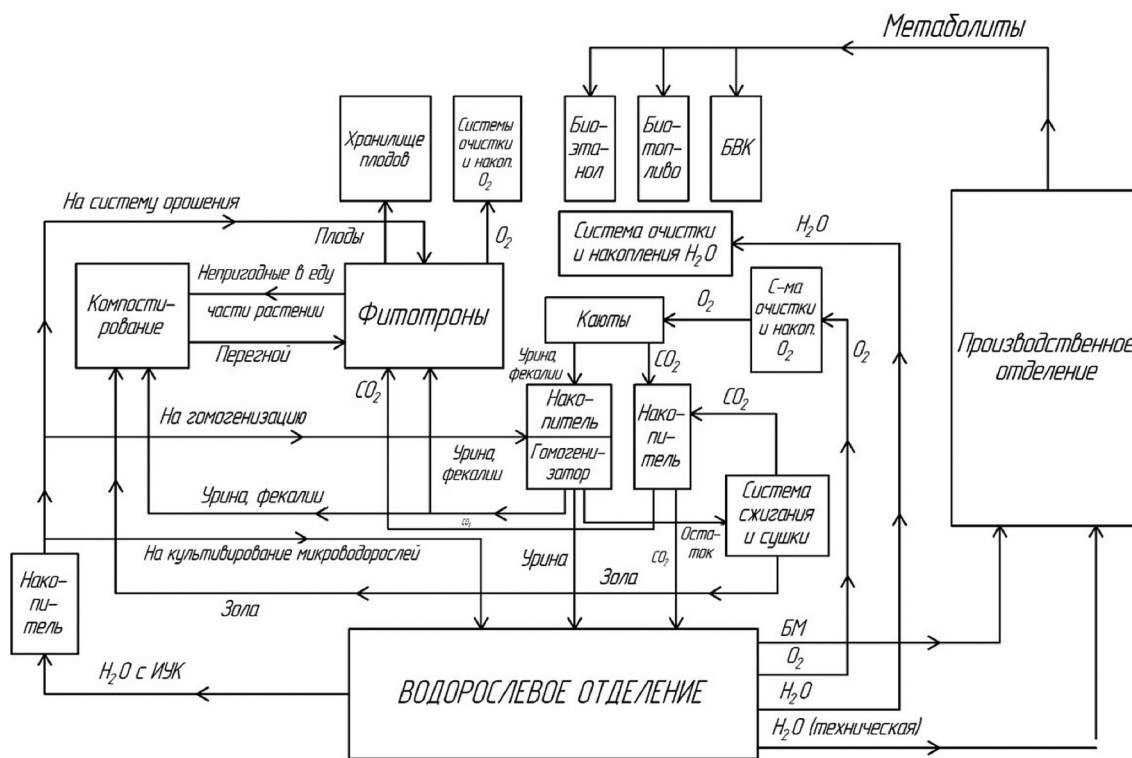 Метаболиты
Био-
эта-
нол
Био-
топ-
ливо
БВК
Хранилище
плодов
Системы
очистки
и накоп.
O₂
На систему орошения
Плоды
O₂
Система очистки
и накопления H₂O
H₂O
Непригодные в еду
части растении
Компости-
рование
Фитотроны
Перегной
CO₂
Каюты
O₂
С-ма
очистки
и накоп.
O₂
O₂
Производственное
отделение
Урина,
фекалии
CO₂
На гомогенизацию
Нако-
питель
Гомогени-
затор
Нако-
пи-
тель
CO₂
Урина,
фекалии
Урина, фекалии
CO₂
Система
сжигания
и сушки
Оста-
ток
На культивирование микроводорослей
Урина
CO₂
Нако-
пи-
тель
Зола
Зола
H₂O с ИУК
ВОДОРОСЛЕВОЕ ОТДЕЛЕНИЕ
БМ
O₂
H₂O
H₂O (техническая)